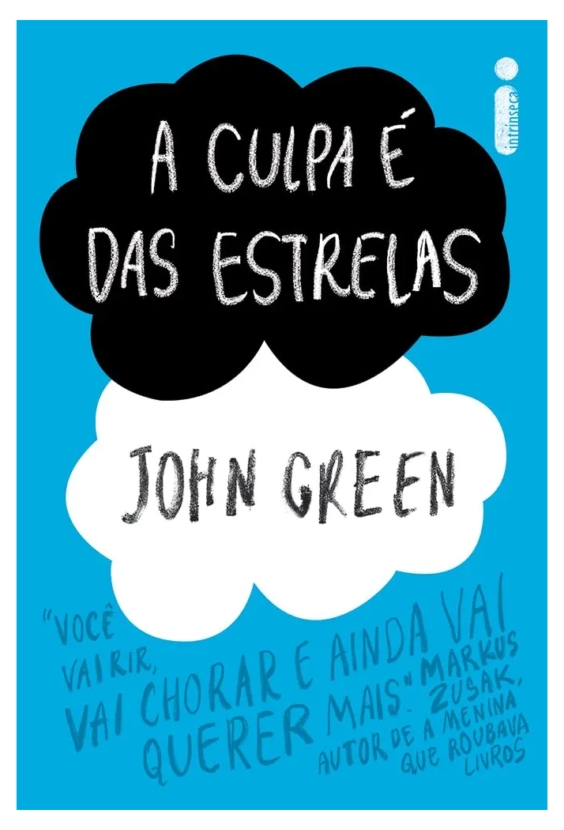 intrínseca
A CULPA É
DAS ESTRELAS
JOHN GREEN
"VOCÊ
VAI RIR,
VAI CHORAR E AINDA VAI
QUERER MAIS". MARKUS
ZUSAK,
AUTOR DE A MENINA
QUE ROUBAVA
LIVROS